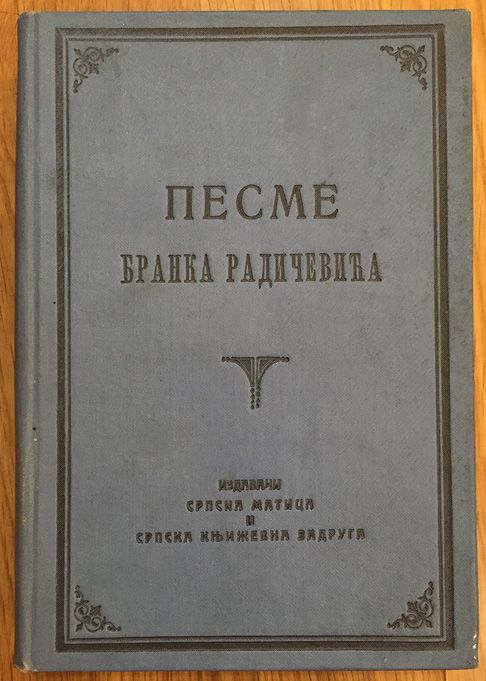 ПЕСМЕ
БРАНКА РАДИЧЕВИЋА
ИЗДАВАЧИ
СРПСКА МАТИЦА
И
СРПСКА КЊИЖЕВНА ЗАДРУГА